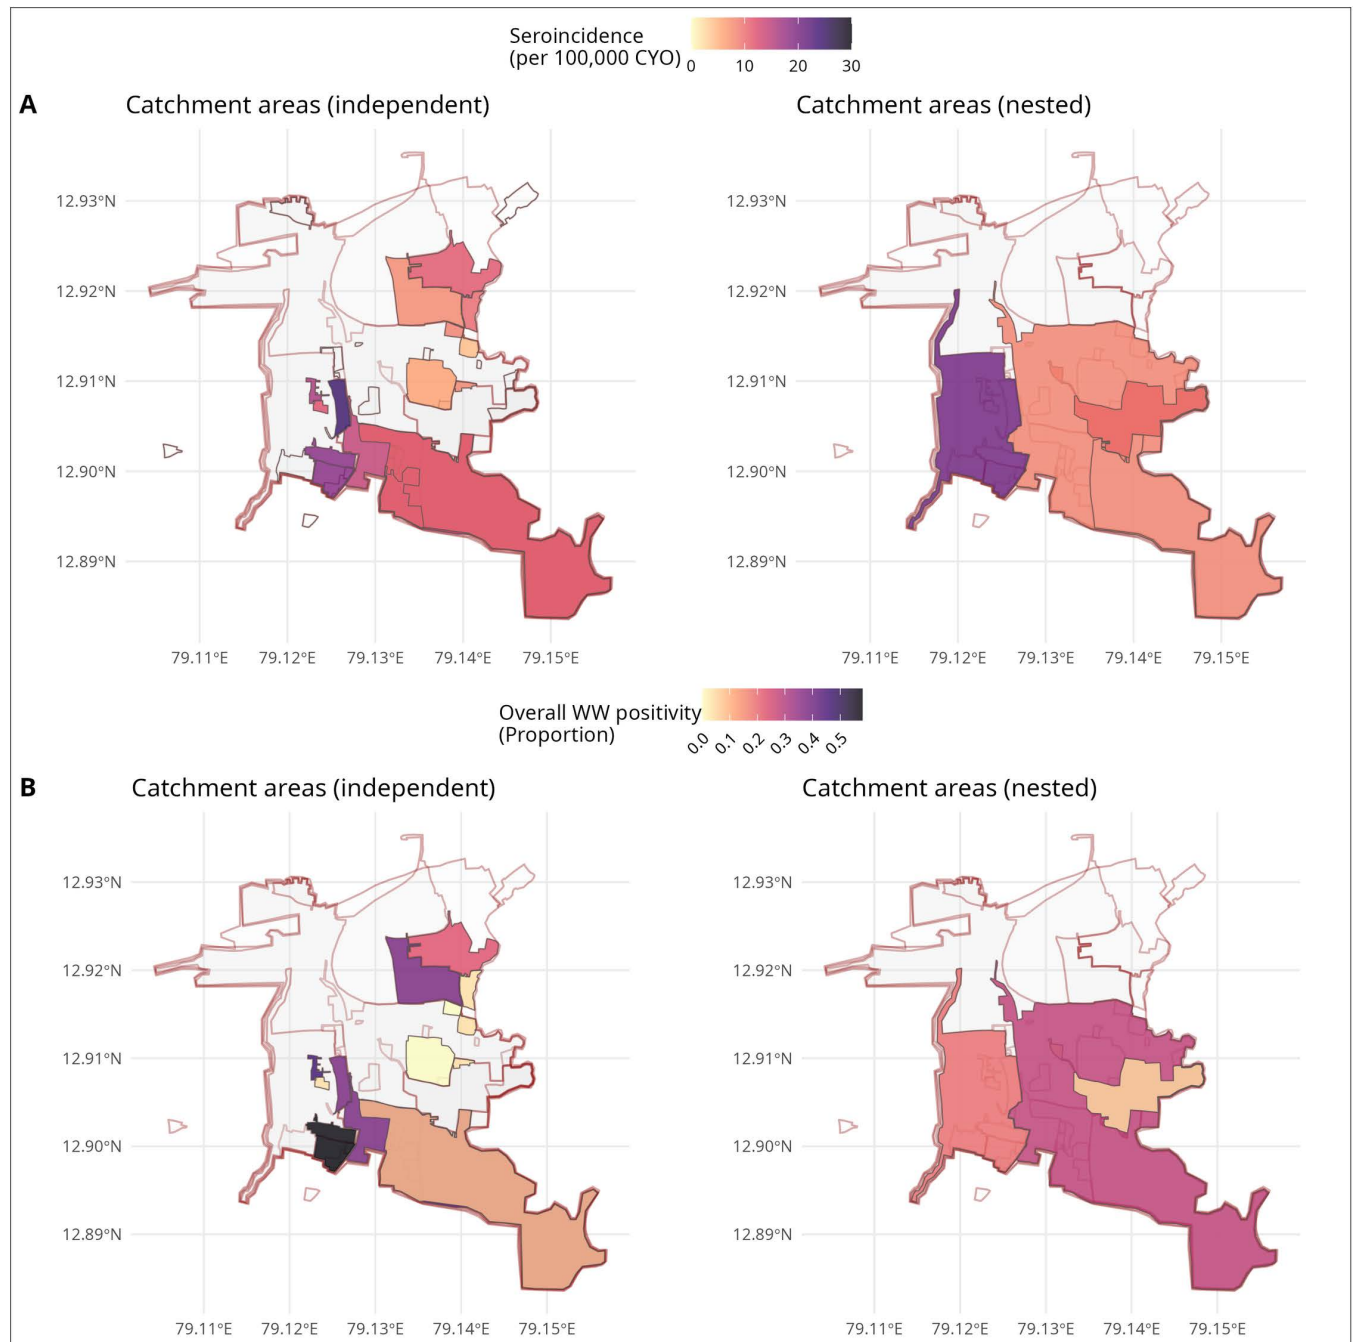 Seroincidence
(per 100,000 CYO)
0 10 20 30
A
Catchment areas (independent)
Catchment areas (nested)
12.93°N
12.92°N
12.91°N
12.90°N
12.89°N
79.11°E 79.12°E 79.13°E 79.14°E 79.15°E
12.93°N
12.92°N
12.91°N
12.90°N
12.89°N
79.11°E 79.12°E 79.13°E 79.14°E 79.15°E
Overall WW positivity
(Proportion)
0.0 0.1 0.2 0.3 0.4 0.5
B
Catchment areas (independent)
Catchment areas (nested)
12.93°N
12.92°N
12.91°N
12.90°N
12.89°N
79.11°E 79.12°E 79.13°E 79.14°E 79.15°E
12.93°N
12.92°N
12.91°N
12.90°N
12.89°N
79.11°E 79.12°E 79.13°E 79.14°E 79.15°E